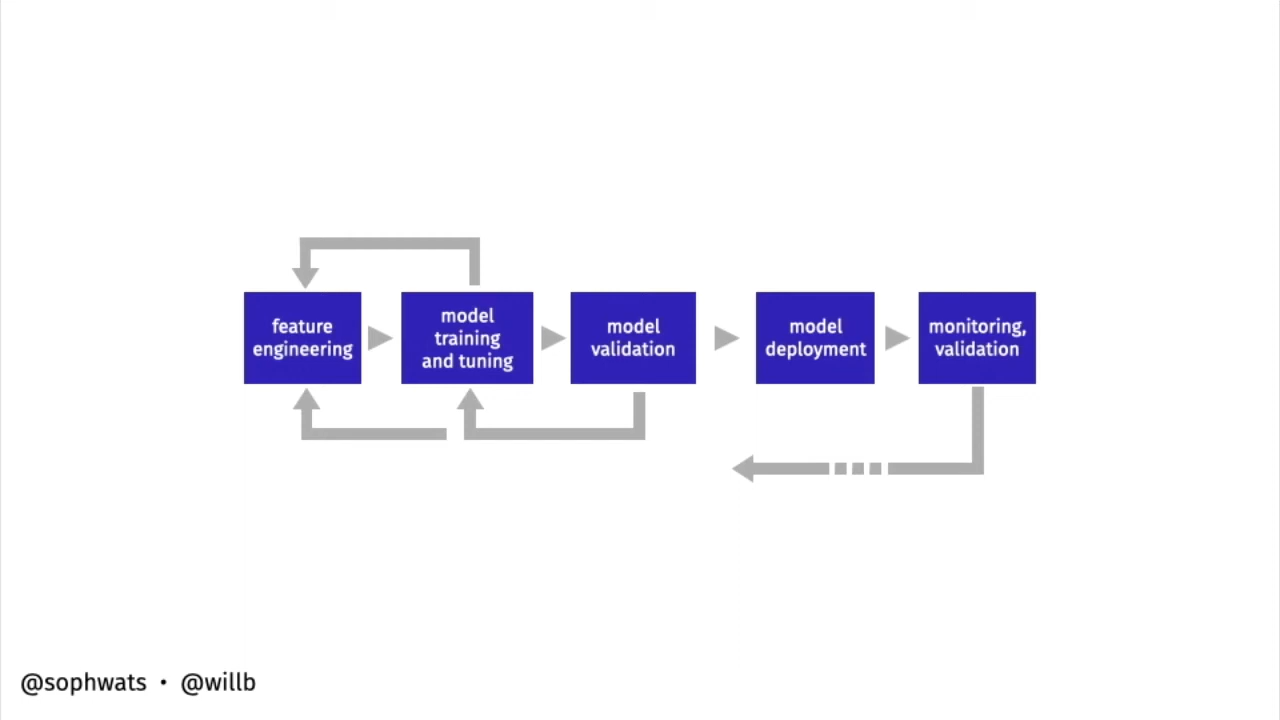 feature
engineering
model
training
and tuning
model
validation
model
deployment
monitoring,
validation
@sophwats • @willb